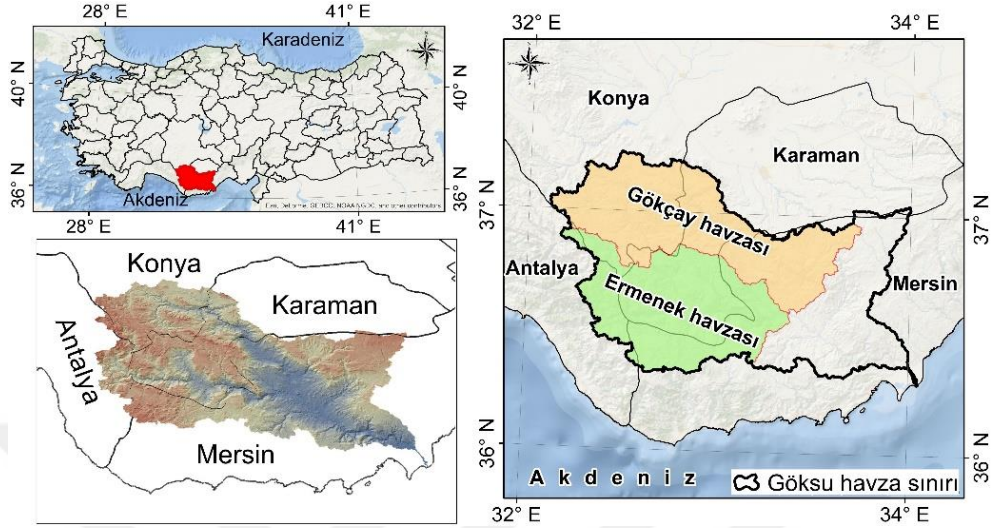 28° E
41° E
Karadeniz
40° N
40° N
36° N
36° N
Akdeniz
28° E
41° E
Konya
Karaman
Antalya
Mersin
32° E
34° E
Konya
Karaman
37° N
37° N
Gökçay havzası
Antalya
Mersin
Ermenek havzası
36° N
36° N
Akdeniz
Göksu havza sınırı
32° E
34° E